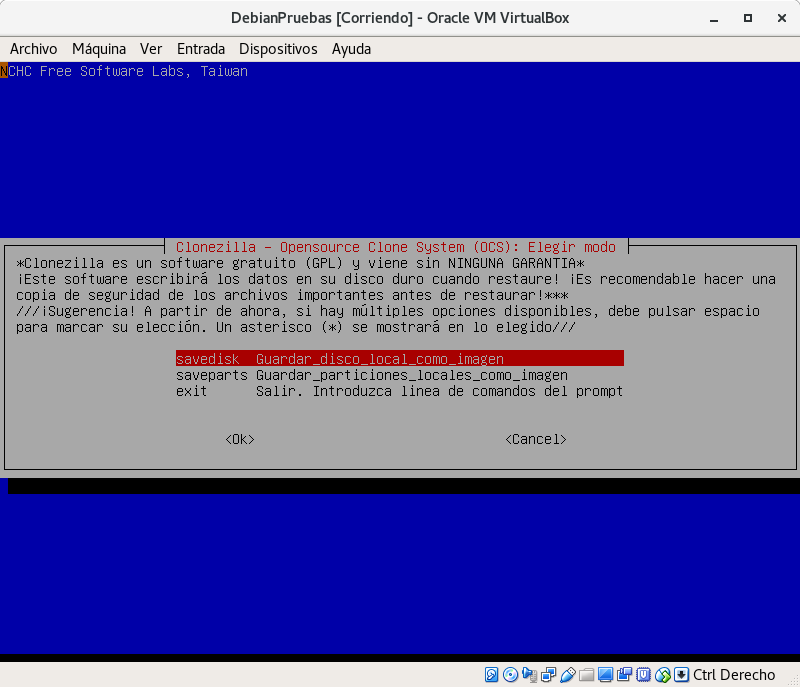 DebianPruebas [Corriendo] - Oracle VM VirtualBox
Archivo Máquina Ver Entrada Dispositivos Ayuda
NCHC Free Software Labs, Taiwan
Clonezilla - Opensource Clone System (OCS): Elegir modo
*Clonezilla es un software gratuito (GPL) y viene sin NINGUNA GARANTIA*
¡Este software escribirá los datos en su disco duro cuando restaure! ¡Es recomendable hacer una
copia de seguridad de los archivos importantes antes de restaurar!***
///¡Sugerencia! A partir de ahora, si hay múltiples opciones disponibles, debe pulsar espacio
para marcar su elección. Un asterisco (*) se mostrará en lo elegido///
savedisk Guardar_disco_local_como_imagen
saveparts Guardar_particiones_locales_como_imagen
exit Salir. Introduzca linea de comandos del prompt
<Ok> <Cancel>
Ctrl Derecho